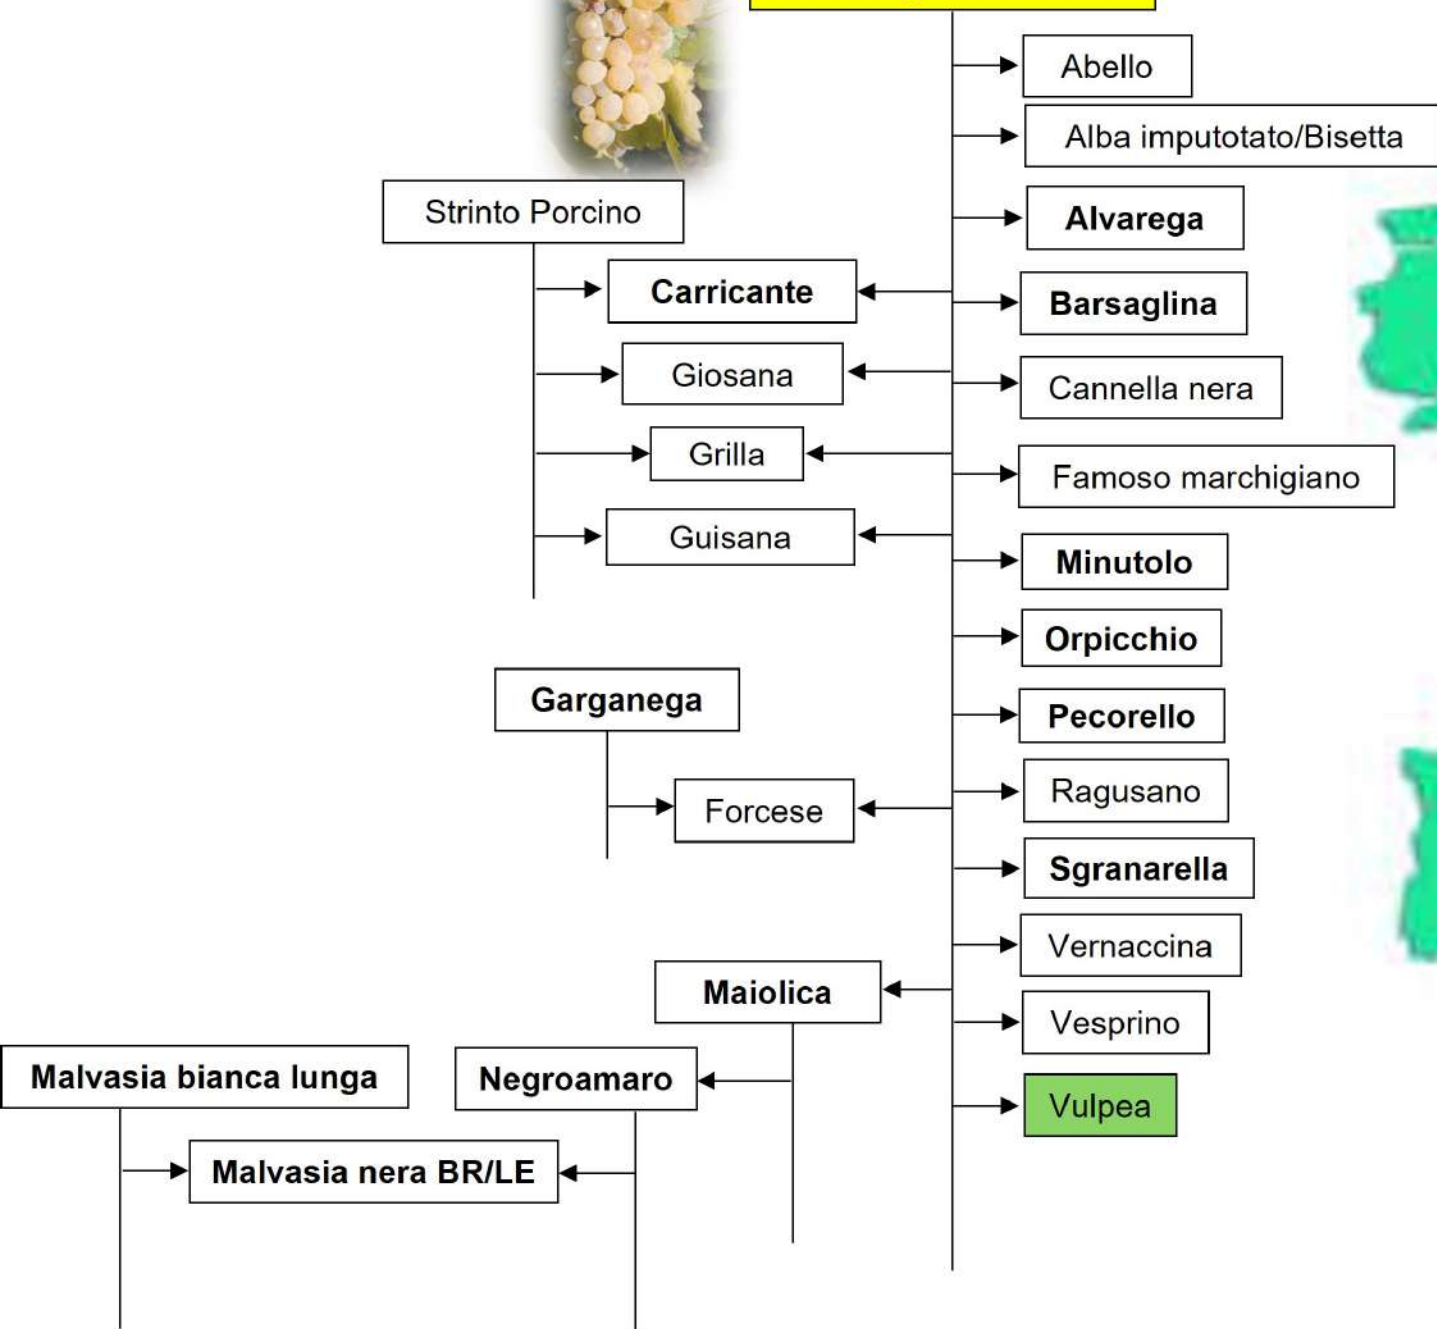 Abello
Alba imputotato/Bisetta
Strinto Porcino
Alvarega
Carricante
Barsaglina
Giosana
Cannella nera
Grilla
Famoso marchigiano
Guisana
Minutolo
Orpicchio
Garganega
Pecorello
Ragusano
Forcese
Sgranarella
Vernaccina
Maiolica
Vesprino
Malvasia bianca lunga
Negroamaro
Vulpea
Malvasia nera BR/LE